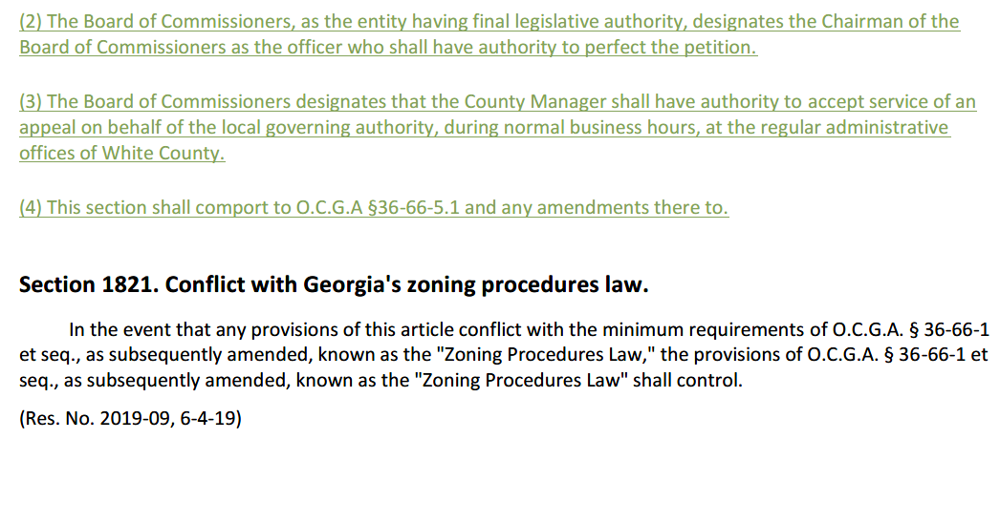 (2) The Board of Commissioners, as the entity having final legislative authority, designates the Chairman of the
Board of Commissioners as the officer who shall have authority to perfect the petition.
(3) The Board of Commissioners designates that the County Manager shall have authority to accept service of an
appeal on behalf of the local governing authority, during normal business hours, at the regular administrative
offices of White County.
(4) This section shall comport to O.C.G.A §36-66-5.1 and any amendments there to.
Section 1821. Conflict with Georgia's zoning procedures law.
In the event that any provisions of this article conflict with the minimum requirements of O.C.G.A. § 36-66-1
et seq., as subsequently amended, known as the "Zoning Procedures Law," the provisions of O.C.G.A. § 36-66-1 et
seq., as subsequently amended, known as the "Zoning Procedures Law" shall control.
(Res. No. 2019-09, 6-4-19)